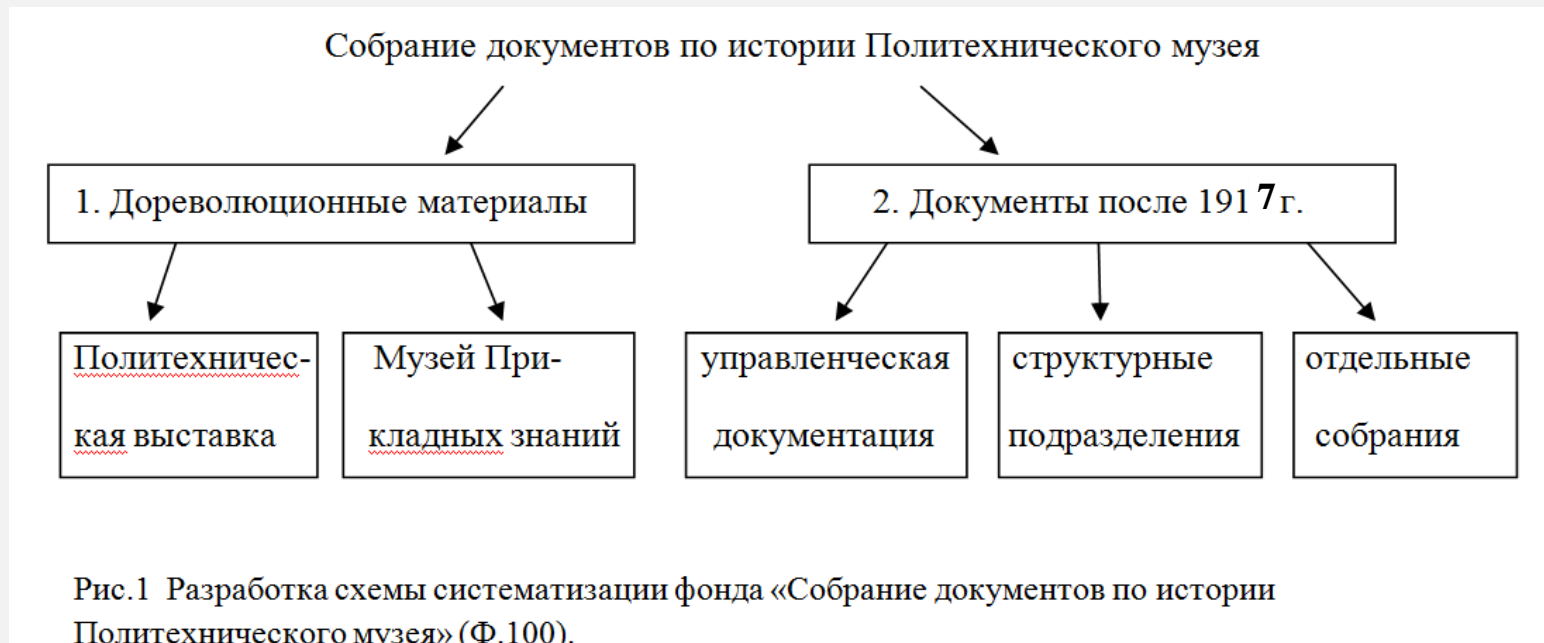 Собрание документов по истории Политехнического музея
1. Дореволюционные материалы
2. Документы после 1917 г.
Политехничес-
кая выставка
Музей При-
кладных знаний
управленческая
документация
структурные
подразделения
отдельные
собрания
Рис.1 Разработка схемы систематизации фонда «Собрание документов по истории
Политехнического музея» (Ф.100).